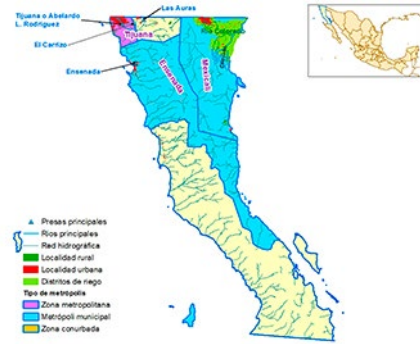 Las Auras
Tijuana o Abelardo
L. Rodríguez
El Carrizo
Ensenada
Tijuana
Ensenada
Mexicali
Río Colorado
Presas principales
Ríos principales
Red hidrográfica
Localidad rural
Localidad urbana
Distritos de riego
Tipo de metrópolis
Zona metropolitana
Metrópoli municipal
Zona conurbada